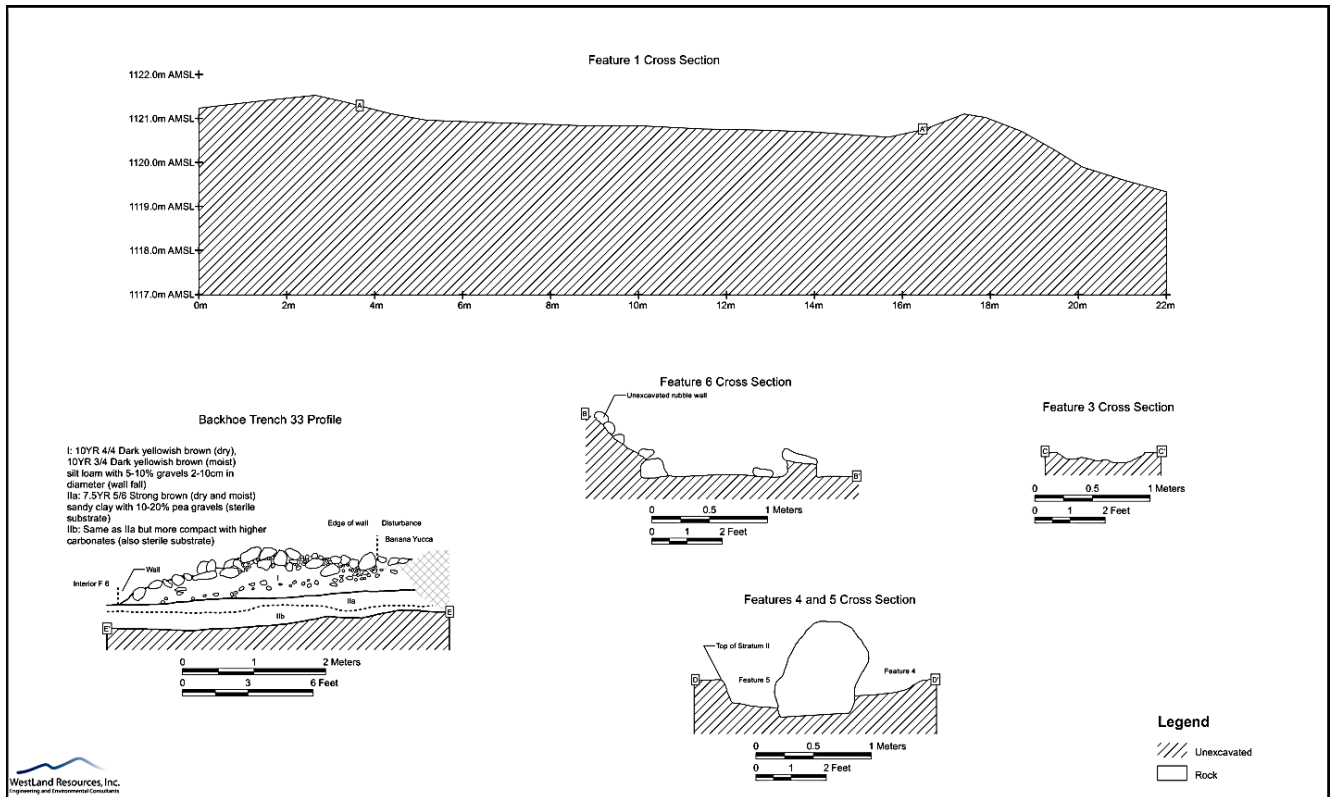 Feature 1 Cross Section
1122.0m AMSL
1121.0m AMSL
1120.0m AMSL
1119.0m AMSL
1118.0m AMSL
1117.0m AMSL
A
A'
0m 2m 4m 6m 8m 10m 12m 14m 16m 18m 20m 22m
Backhoe Trench 33 Profile
I: 10YR 4/4 Dark yellowish brown (dry),
10YR 3/4 Dark yellowish brown (moist)
silt loam with 5-10% gravels 2-10cm in
diameter (wall fall)
IIa: 7.5YR 5/6 Strong brown (dry and moist)
sandy clay with 10-20% pea gravels (sterile
substrate)
IIb: Same as IIa but more compact with higher
carbonates (also sterile substrate)
Edge of wall
Disturbance
Banana Yucca
Interior F 6
Wall
I
IIa
IIb
E'
E
0 1 2 Meters
0 3 6 Feet
Feature 6 Cross Section
Unexcavated rubble wall
B
B'
0 0.5 1 Meters
0 1 2 Feet
Feature 3 Cross Section
C
C'
0 0.5 1 Meters
0 1 2 Feet
Features 4 and 5 Cross Section
Top of Stratum II
Feature 5
Feature 4
D
D'
0 0.5 1 Meters
0 1 2 Feet
Legend
Unexcavated
Rock
WestLand Resources, Inc.
Engineering and Environmental Consultants